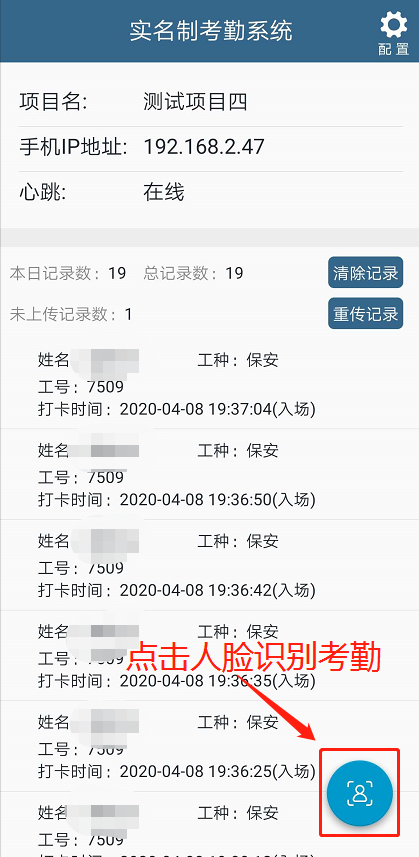 实名制考勤系统
配 置
项目名: 测试项目四
手机IP地址: 192.168.2.47
心跳: 在线
本日记录数：19 总记录数：19 清除记录
未上传记录数：1 重传记录
姓名 工种：保安
工号：7509
打卡时间：2020-04-08 19:37:04(入场)
姓名 工种：保安
工号：7509
打卡时间：2020-04-08 19:36:50(入场)
姓名 工种：保安
工号：7509
打卡时间：2020-04-08 19:36:42(入场)
姓名 工种：保安
工号：7509
点击人脸识别考勤
打卡时间：2020-04-08 19:36:35(入场)
姓名 工种：保安
工号：7509
打卡时间：2020-04-08 19:36:25(入场)
姓名 工种：保安
工号：7509